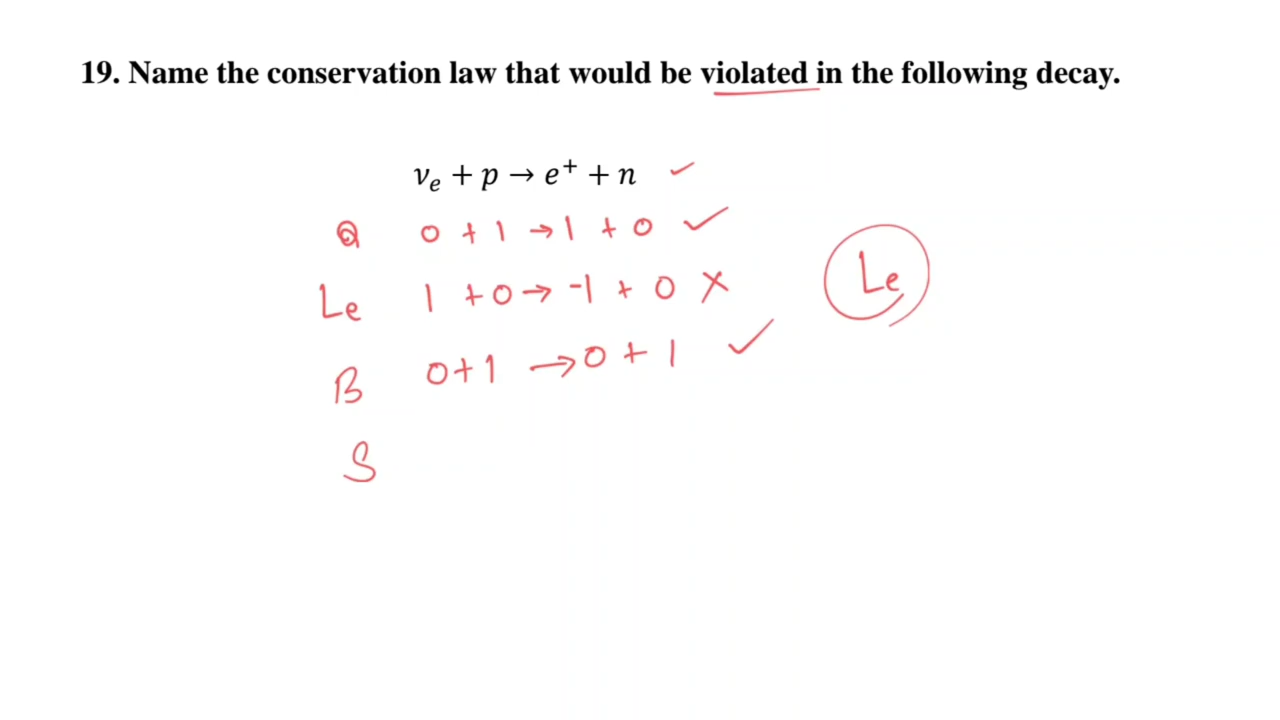 19. Name the conservation law that would be violated in the following decay.
νₑ + p → e⁺ + n ✓
Q 0 + 1 → 1 + 0 ✓
Le 1 + 0 → -1 + 0 ×
Le
B 0 + 1 → 0 + 1 ✓
S